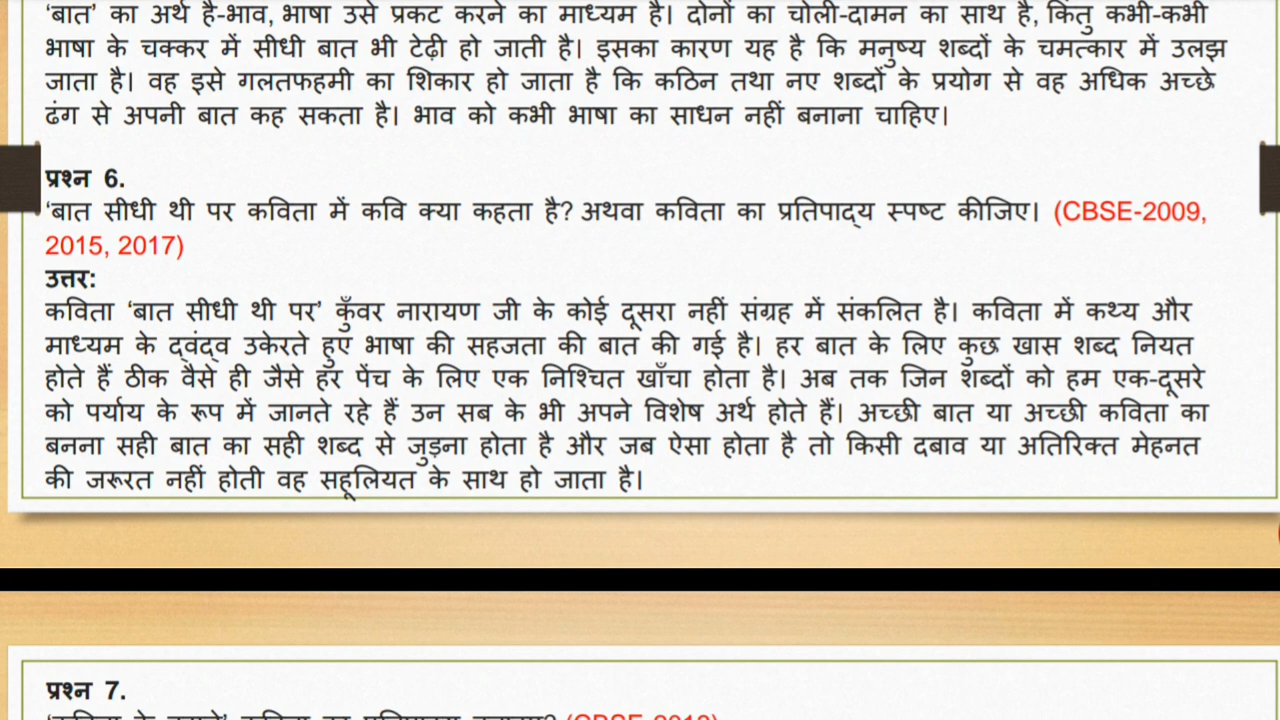 ‘बात’ का अर्थ है-भाव, भाषा उसे प्रकट करने का माध्यम है। दोनों का चोली-दामन का साथ है, किंतु कभी-कभी
भाषा के चक्कर में सीधी बात भी टेढ़ी हो जाती है। इसका कारण यह है कि मनुष्य शब्दों के चमत्कार में उलझ
जाता है। वह इसे गलतफहमी का शिकार हो जाता है कि कठिन तथा नए शब्दों के प्रयोग से वह अधिक अच्छे
ढंग से अपनी बात कह सकता है। भाव को कभी भाषा का साधन नहीं बनाना चाहिए।
प्रश्न 6.
‘बात सीधी थी पर कविता में कवि क्या कहता है? अथवा कविता का प्रतिपाद्य स्पष्ट कीजिए। (CBSE-2009,
2015, 2017)
उत्तर:
कविता ‘बात सीधी थी पर’ कुँवर नारायण जी के कोई दूसरा नहीं संग्रह में संकलित है। कविता में कथ्य और
माध्यम के द्वंद्व उकेरते हुए भाषा की सहजता की बात की गई है। हर बात के लिए कुछ खास शब्द नियत
होते हैं ठीक वैसे ही जैसे हर पेंच के लिए एक निश्चित खाँचा होता है। अब तक जिन शब्दों को हम एक-दूसरे
को पर्याय के रूप में जानते रहे हैं उन सब के भी अपने विशेष अर्थ होते हैं। अच्छी बात या अच्छी कविता का
बनना सही बात का सही शब्द से जुड़ना होता है और जब ऐसा होता है तो किसी दबाव या अतिरिक्त मेहनत
की जरूरत नहीं होती वह सहूलियत के साथ हो जाता है।
प्रश्न 7.